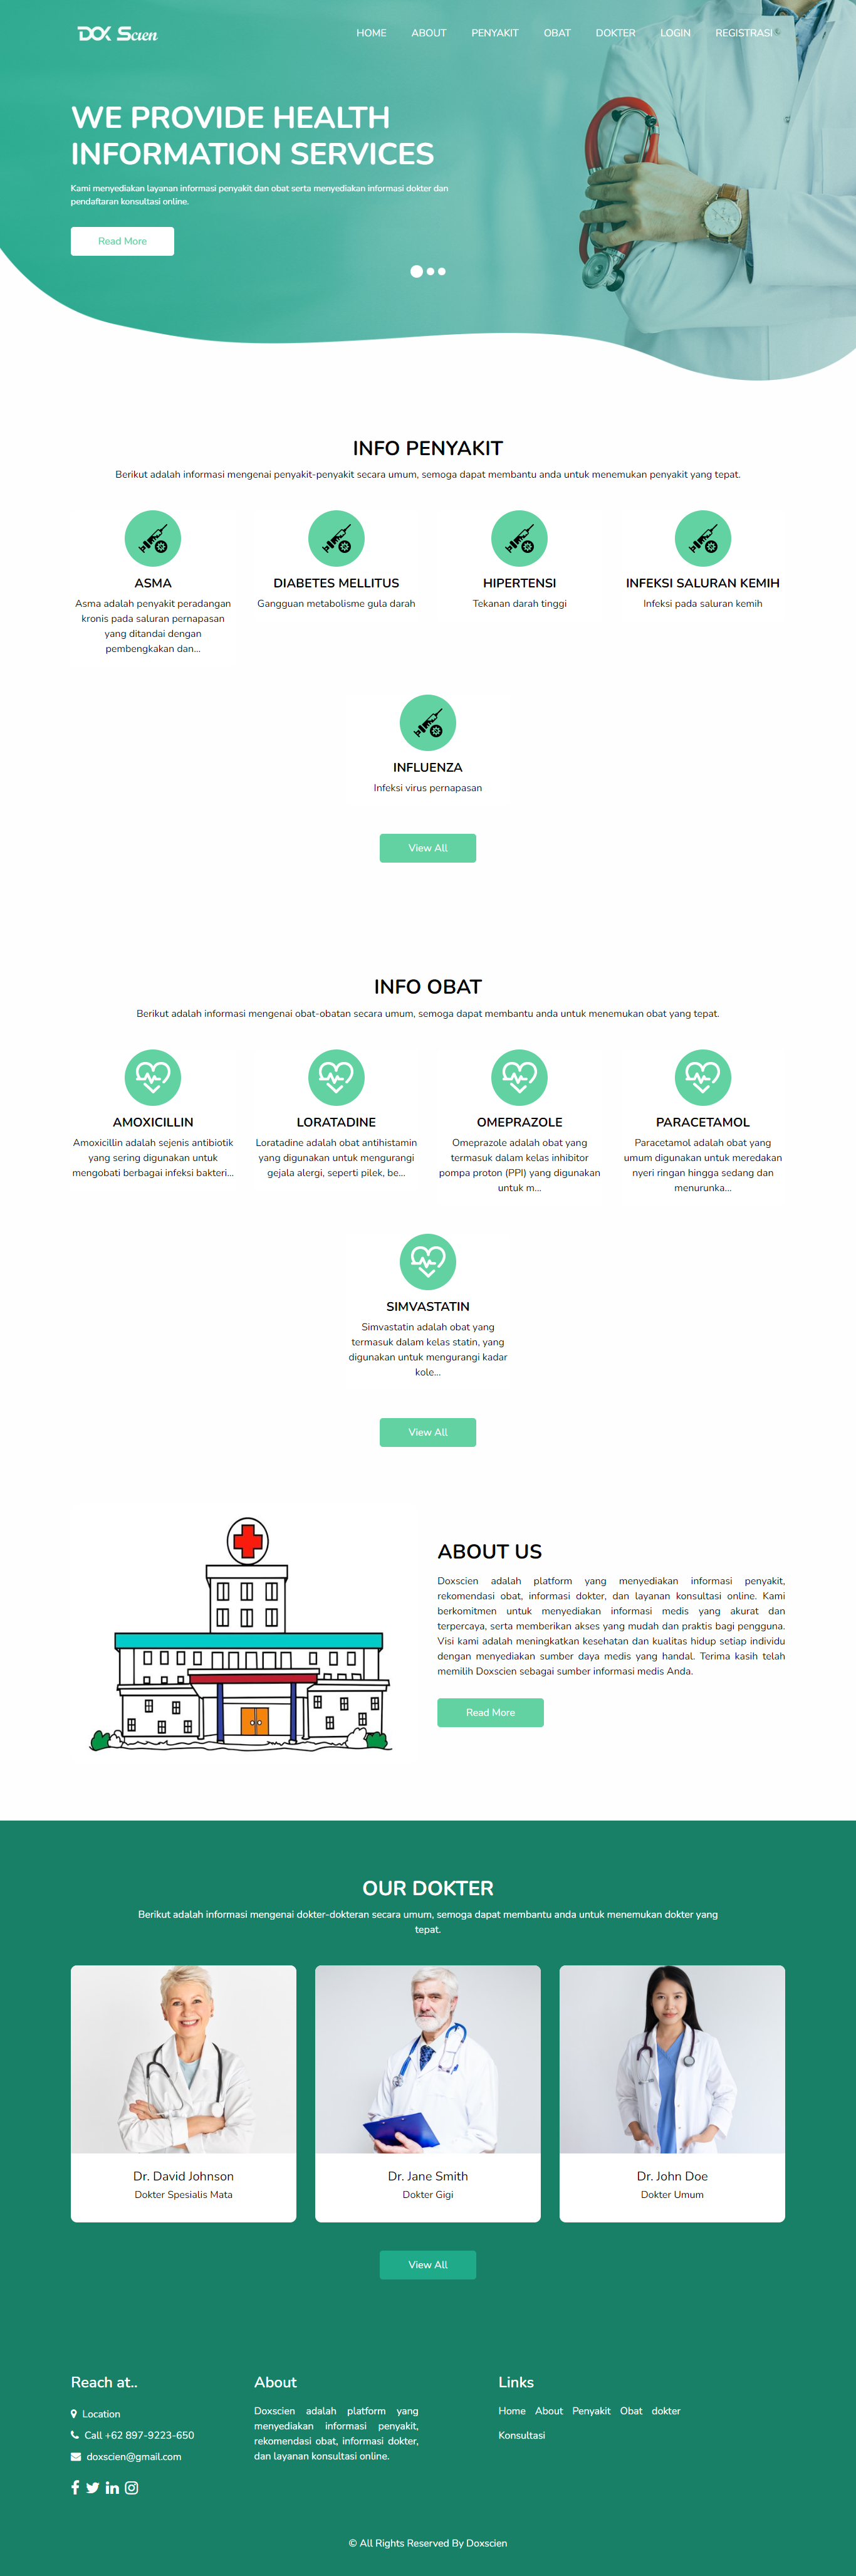 DOX Scien
HOME ABOUT PENYAKIT OBAT DOKTER LOGIN REGISTRASI
WE PROVIDE HEALTH
INFORMATION SERVICES
Kami menyediakan layanan informasi penyakit dan obat serta menyediakan informasi dokter dan
pendaftaran konsultasi online.
Read More
INFO PENYAKIT
Berikut adalah informasi mengenai penyakit-penyakit secara umum, semoga dapat membantu anda untuk menemukan penyakit yang tepat.
ASMA
Asma adalah penyakit peradangan
kronis pada saluran pernapasan
yang ditandai dengan
pembengkakan dan...
DIABETES MELLITUS
Gangguan metabolisme gula darah
HIPERTENSI
Tekanan darah tinggi
INFEKSI SALURAN KEMIH
Infeksi pada saluran kemih
INFLUENZA
Infeksi virus pernapasan
View All
INFO OBAT
Berikut adalah informasi mengenai obat-obatan secara umum, semoga dapat membantu anda untuk menemukan obat yang tepat.
AMOXICILLIN
Amoxicillin adalah sejenis antibiotik
yang sering digunakan untuk
mengobati berbagai infeksi bakteri...
LORATADINE
Loratadine adalah obat antihistamin
yang digunakan untuk mengurangi
gejala alergi, seperti pilek, be...
OMEPRAZOLE
Omeprazole adalah obat yang
termasuk dalam kelas inhibitor
pompa proton (PPI) yang digunakan
untuk m...
PARACETAMOL
Paracetamol adalah obat yang
umum digunakan untuk meredakan
nyeri ringan hingga sedang dan
menurunka...
SIMVASTATIN
Simvastatin adalah obat yang
termasuk dalam kelas statin, yang
digunakan untuk mengurangi kadar
kole...
View All
ABOUT US
Doxscien adalah platform yang menyediakan informasi penyakit,
rekomendasi obat, informasi dokter, dan layanan konsultasi online. Kami
berkomitmen untuk menyediakan informasi medis yang akurat dan
terpercaya, serta memberikan akses yang mudah dan praktis bagi pengguna.
Visi kami adalah meningkatkan kesehatan dan kualitas hidup setiap individu
dengan menyediakan sumber daya medis yang handal. Terima kasih telah
memilih Doxscien sebagai sumber informasi medis Anda.
Read More
OUR DOKTER
Berikut adalah informasi mengenai dokter-dokteran secara umum, semoga dapat membantu anda untuk menemukan dokter yang
tepat.
Dr. David Johnson
Dokter Spesialis Mata
Dr. Jane Smith
Dokter Gigi
Dr. John Doe
Dokter Umum
View All
Reach at..
Location
Call +62 897-9223-650
doxscien@gmail.com
About
Doxscien adalah platform yang
menyediakan informasi penyakit,
rekomendasi obat, informasi dokter,
dan layanan konsultasi online.
Links
Home About Penyakit Obat dokter
Konsultasi
© All Rights Reserved By Doxscien